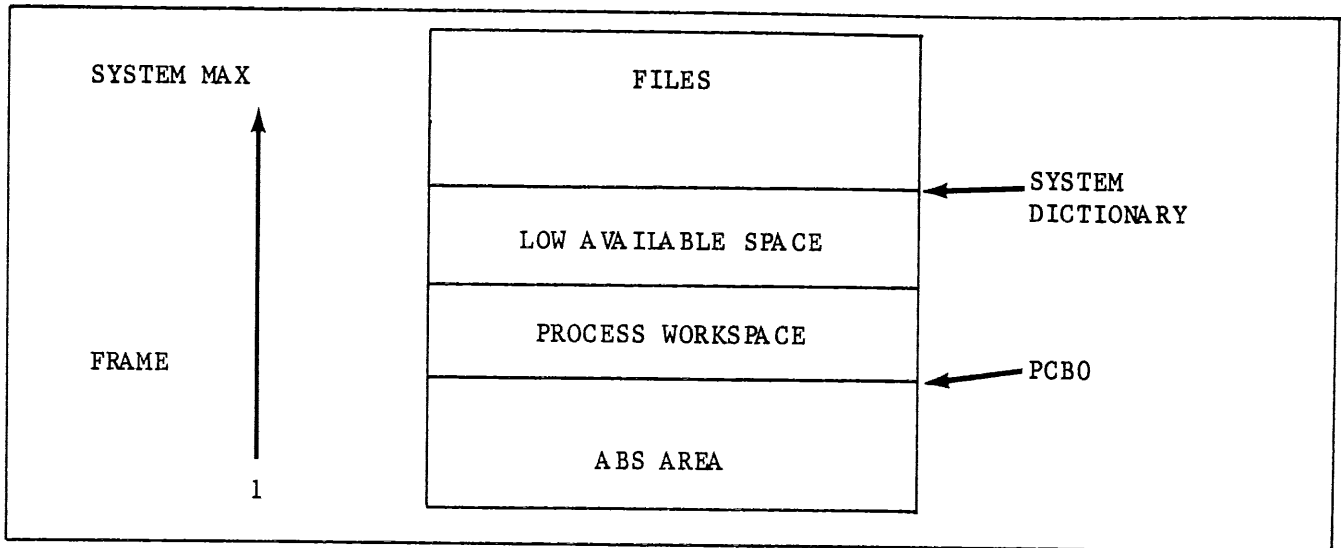 SYSTEM MAX
FILES
SYSTEM
DICTIONARY
LOW AVAILABLE SPACE
PROCESS WORKSPACE
FRAME
PCB0
ABS AREA
1